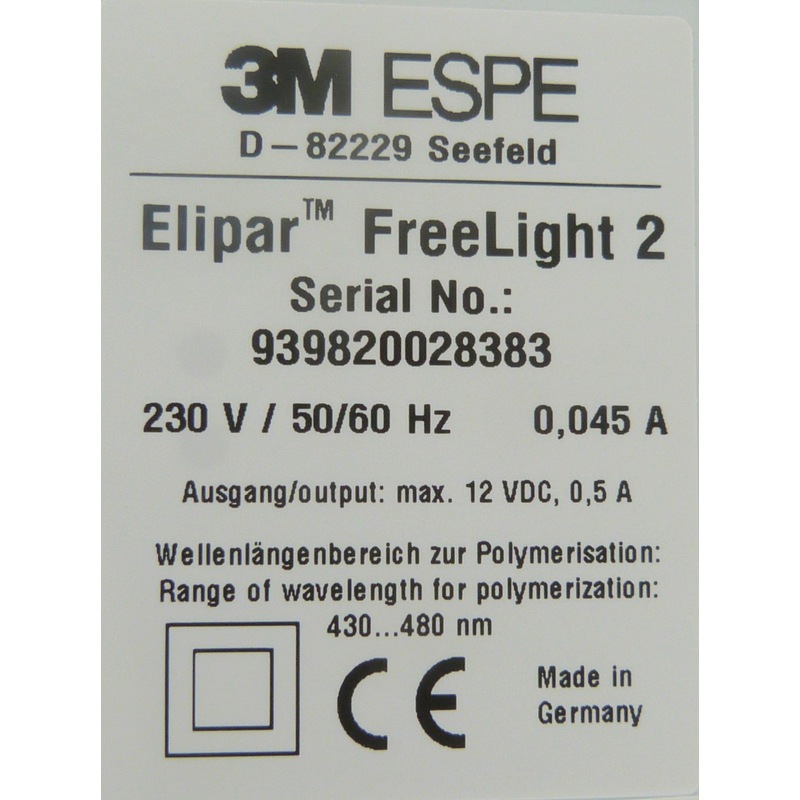 3M ESPE
D-82229 Seefeld
Elipar™ FreeLight 2
Serial No.:
939820028383
230 V / 50/60 Hz 0,045 A
Ausgang/output: max. 12 VDC, 0,5 A
Wellenlängenbereich zur Polymerisation:
Range of wavelength for polymerization:
430...480 nm
CE
Made in
Germany